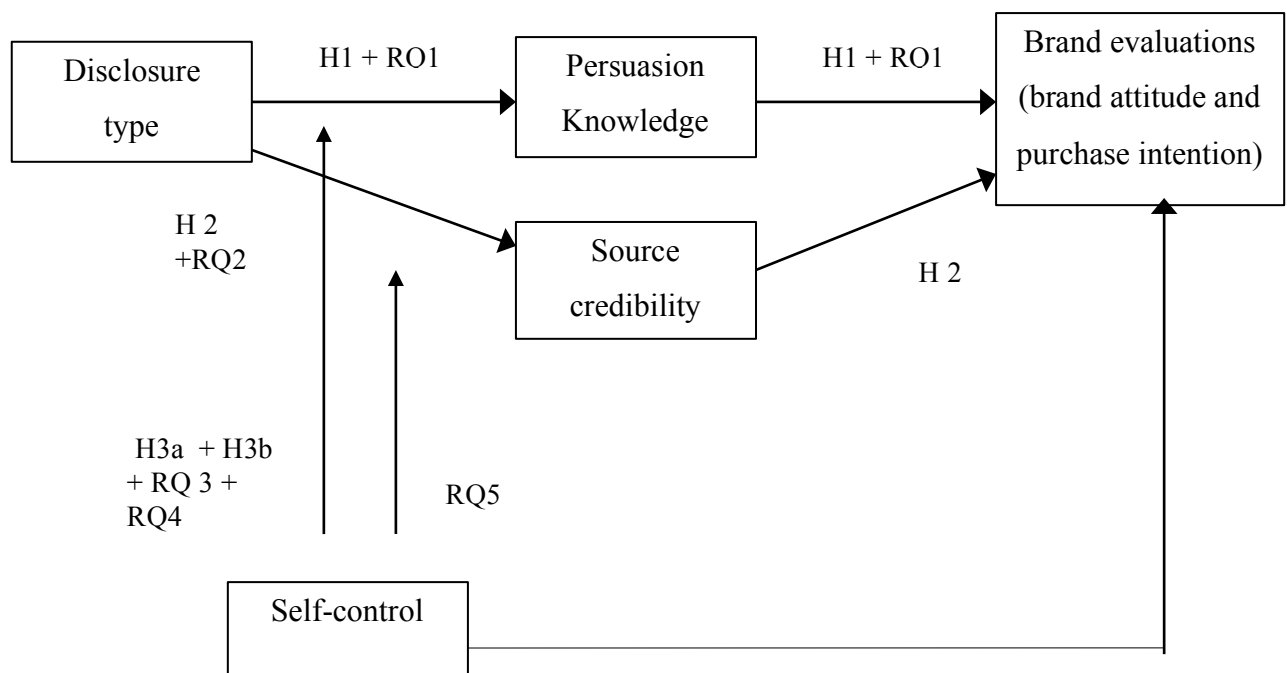 Disclosure
type
H1 + RO1
Persuasion
Knowledge
H1 + RO1
Brand evaluations
(brand attitude and
purchase intention)
H 2
+RQ2
Source
credibility
H 2
H3a + H3b
+ RQ 3 +
RQ4
RQ5
Self-control